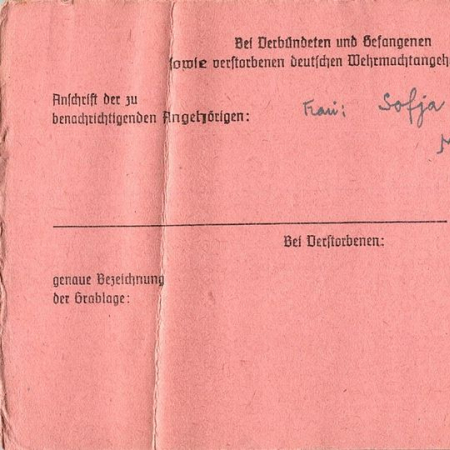 Bei Verbündeten und Gefangenen
sowie verstorbenen deutschen Wehrmachtangeh
Anschrift der zu
benachrichtigenden Angehörigen:
Frau: Sofja
Bei Verstorbenen:
genaue Bezeichnung
der Grablage: